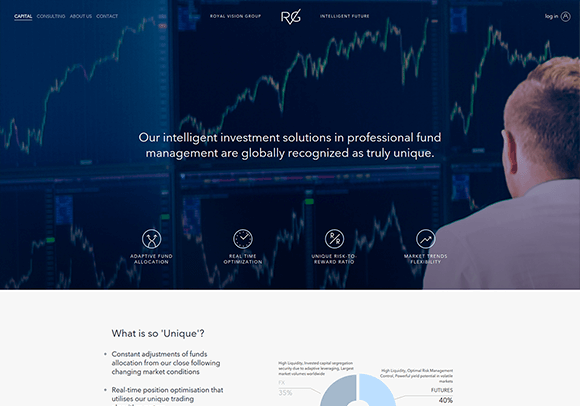 CAPITAL CONSULTING ABOUT US CONTACT
ROYAL VISION GROUP
RVG
INTELLIGENT FUTURE
log in
Our intelligent investment solutions in professional fund
management are globally recognized as truly unique.
ADAPTIVE FUND
ALLOCATION
REAL TIME
OPTIMIZATION
R/R
UNIQUE RISK-TO-
REWARD RATIO
MARKET TRENDS
FLEXIBILITY
What is so 'Unique'?
Constant adjustments of funds
allocation from our close following
changing market conditions
Real-time position optimisation that
utilises our unique trading
High Liquidity, Invested capital segregation
security due to adaptive leveraging, Largest
market volumes worldwide
FX
35%
High Liquidity, Optimal Risk Management
Control, Powerful yield potential in volatile
markets
FUTURES
40%